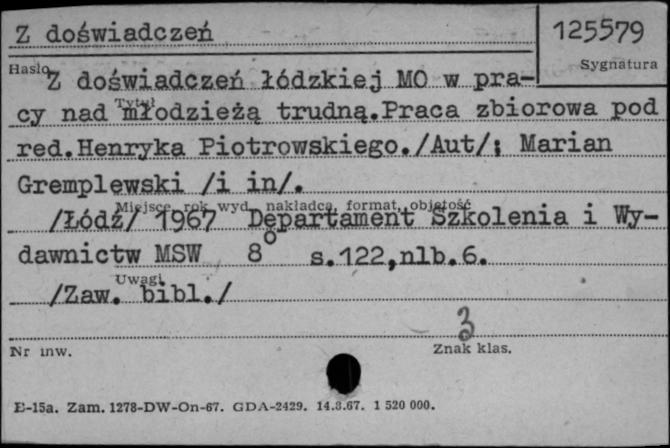 Z doświadczeń
125579
Hasło
Sygnatura
Z doświadczeń łódzkiej MO w pra-
Tytuł
cy nad młodzieżą trudną.Praca zbiorowa pod
red.Henryka Piotrowskiego./Aut/; Marian
Gremplewski /i in/.
Miejsce, rok wyd., nakładca, format, objętość
/Łódź/ 1967 Departament Szkolenia i Wy-
dawnictw MSW 8° s.122,nlb.6.
Uwagi
/Zaw. bibl./
3
Nr inw.
Znak klas.
E-15a. Zam. 1278-DW-On-67. GDA-2429. 14.3.67. 1 520 000.